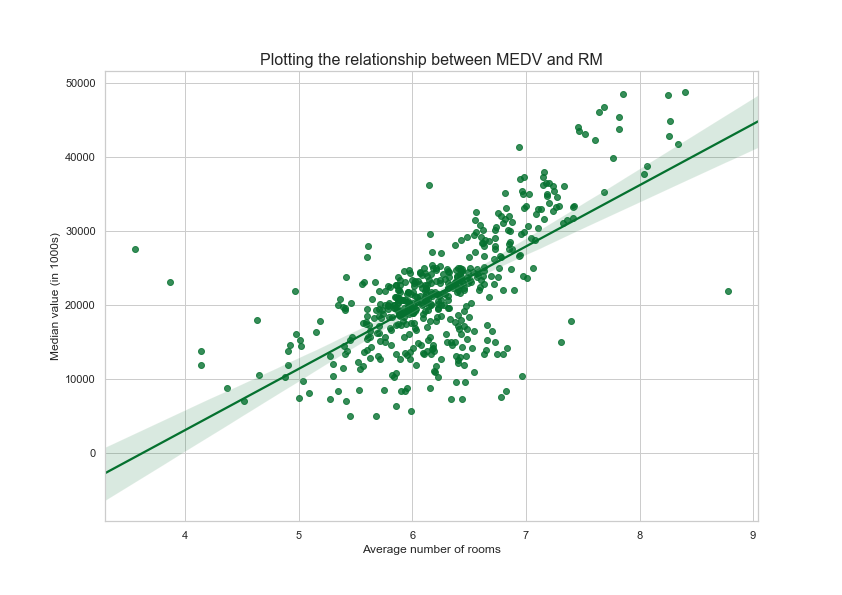 Plotting the relationship between MEDV and RM
50000
40000
30000
20000
10000
0
Median value (in 1000s)
4 5 6 7 8 9
Average number of rooms